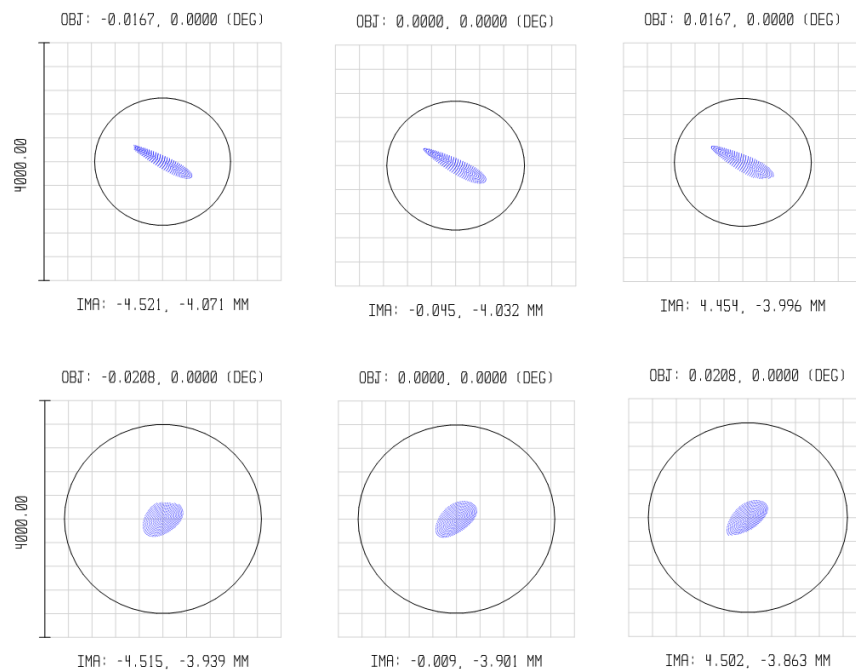 OBJ: -0.0167, 0.0000 (DEG)
OBJ: 0.0000, 0.0000 (DEG)
OBJ: 0.0167, 0.0000 (DEG)
4000.00
IMA: -4.521, -4.071 MM
IMA: -0.045, -4.032 MM
IMA: 4.454, -3.996 MM
OBJ: -0.0208, 0.0000 (DEG)
OBJ: 0.0000, 0.0000 (DEG)
OBJ: 0.0208, 0.0000 (DEG)
4000.00
IMA: -4.515, -3.939 MM
IMA: -0.009, -3.901 MM
IMA: 4.502, -3.863 MM